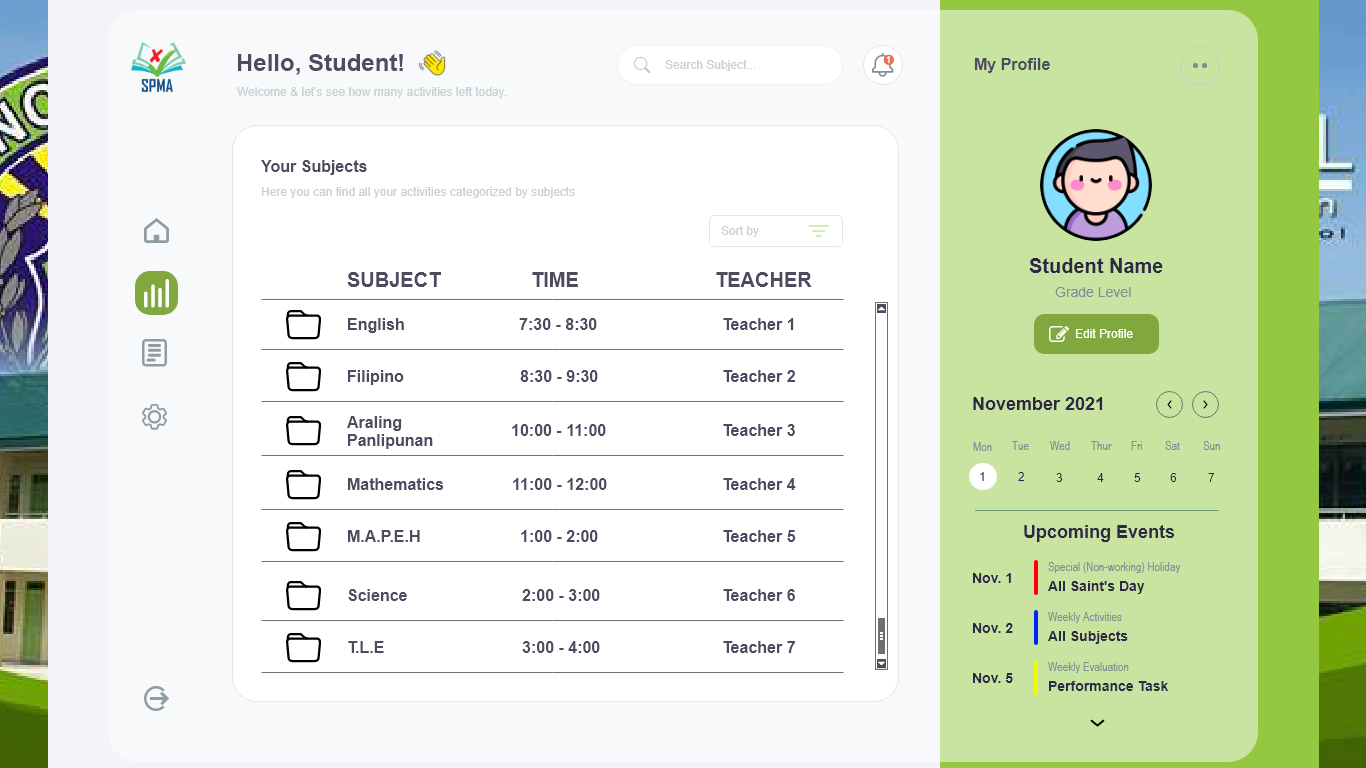 SPMA
Hello, Student!
Welcome & let's see how many activities left today.
Search Subject...
1
Your Subjects
Here you can find all your activities categorized by subjects
Sort by
SUBJECT TIME TEACHER
English 7:30 - 8:30 Teacher 1
Filipino 8:30 - 9:30 Teacher 2
Araling
Panlipunan 10:00 - 11:00 Teacher 3
Mathematics 11:00 - 12:00 Teacher 4
M.A.P.E.H 1:00 - 2:00 Teacher 5
Science 2:00 - 3:00 Teacher 6
T.L.E 3:00 - 4:00 Teacher 7
My Profile
Student Name
Grade Level
Edit Profile
November 2021
Mon Tue Wed Thur Fri Sat Sun
1 2 3 4 5 6 7
Upcoming Events
Nov. 1
Special (Non-working) Holiday
All Saint's Day
Nov. 2
Weekly Activities
All Subjects
Nov. 5
Weekly Evaluation
Performance Task